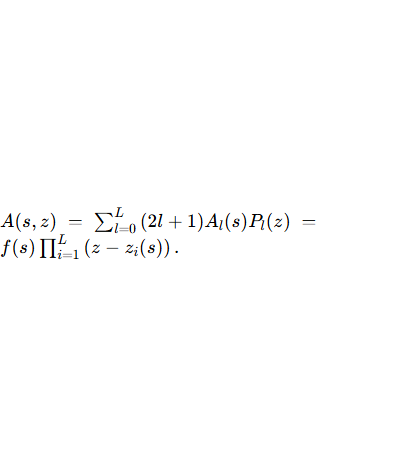 A(s, z) = ∑_{l=0}^{L} (2l + 1)A_l(s)P_l(z) =
f(s) ∏_{i=1}^{L} (z − z_i(s)) .